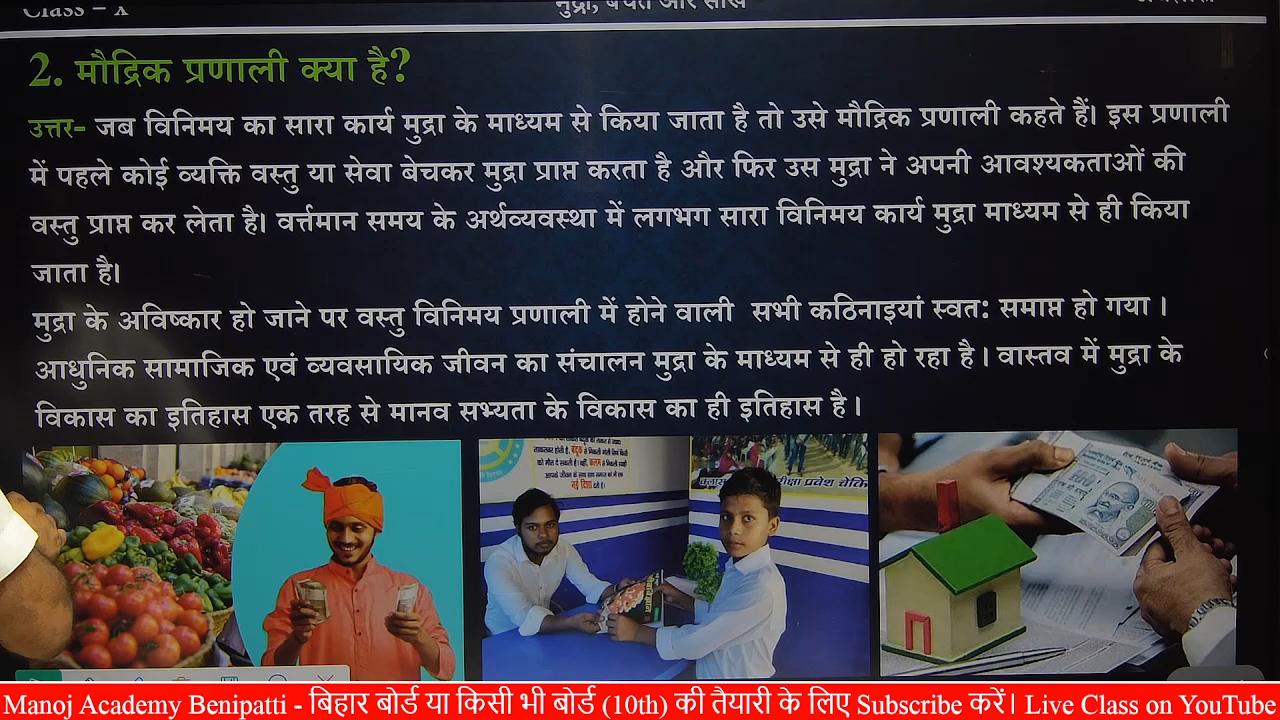 Class – X
मुद्रा, बचत और साख
2. मौद्रिक प्रणाली क्या है?
उत्तर- जब विनिमय का सारा कार्य मुद्रा के माध्यम से किया जाता है तो उसे मौद्रिक प्रणाली कहते हैं। इस प्रणाली
में पहले कोई व्यक्ति वस्तु या सेवा बेचकर मुद्रा प्राप्त करता है और फिर उस मुद्रा ने अपनी आवश्यकताओं की
वस्तु प्राप्त कर लेता है। वर्त्तमान समय के अर्थव्यवस्था में लगभग सारा विनिमय कार्य मुद्रा माध्यम से ही किया
जाता है।
मुद्रा के अविष्कार हो जाने पर वस्तु विनिमय प्रणाली में होने वाली सभी कठिनाइयां स्वत: समाप्त हो गया ।
आधुनिक सामाजिक एवं व्यवसायिक जीवन का संचालन मुद्रा के माध्यम से ही हो रहा है । वास्तव में मुद्रा के
विकास का इतिहास एक तरह से मानव सभ्यता के विकास का ही इतिहास है ।
Manoj Academy Benipatti - बिहार बोर्ड या किसी भी बोर्ड (10th) की तैयारी के लिए Subscribe करें। Live Class on YouTube